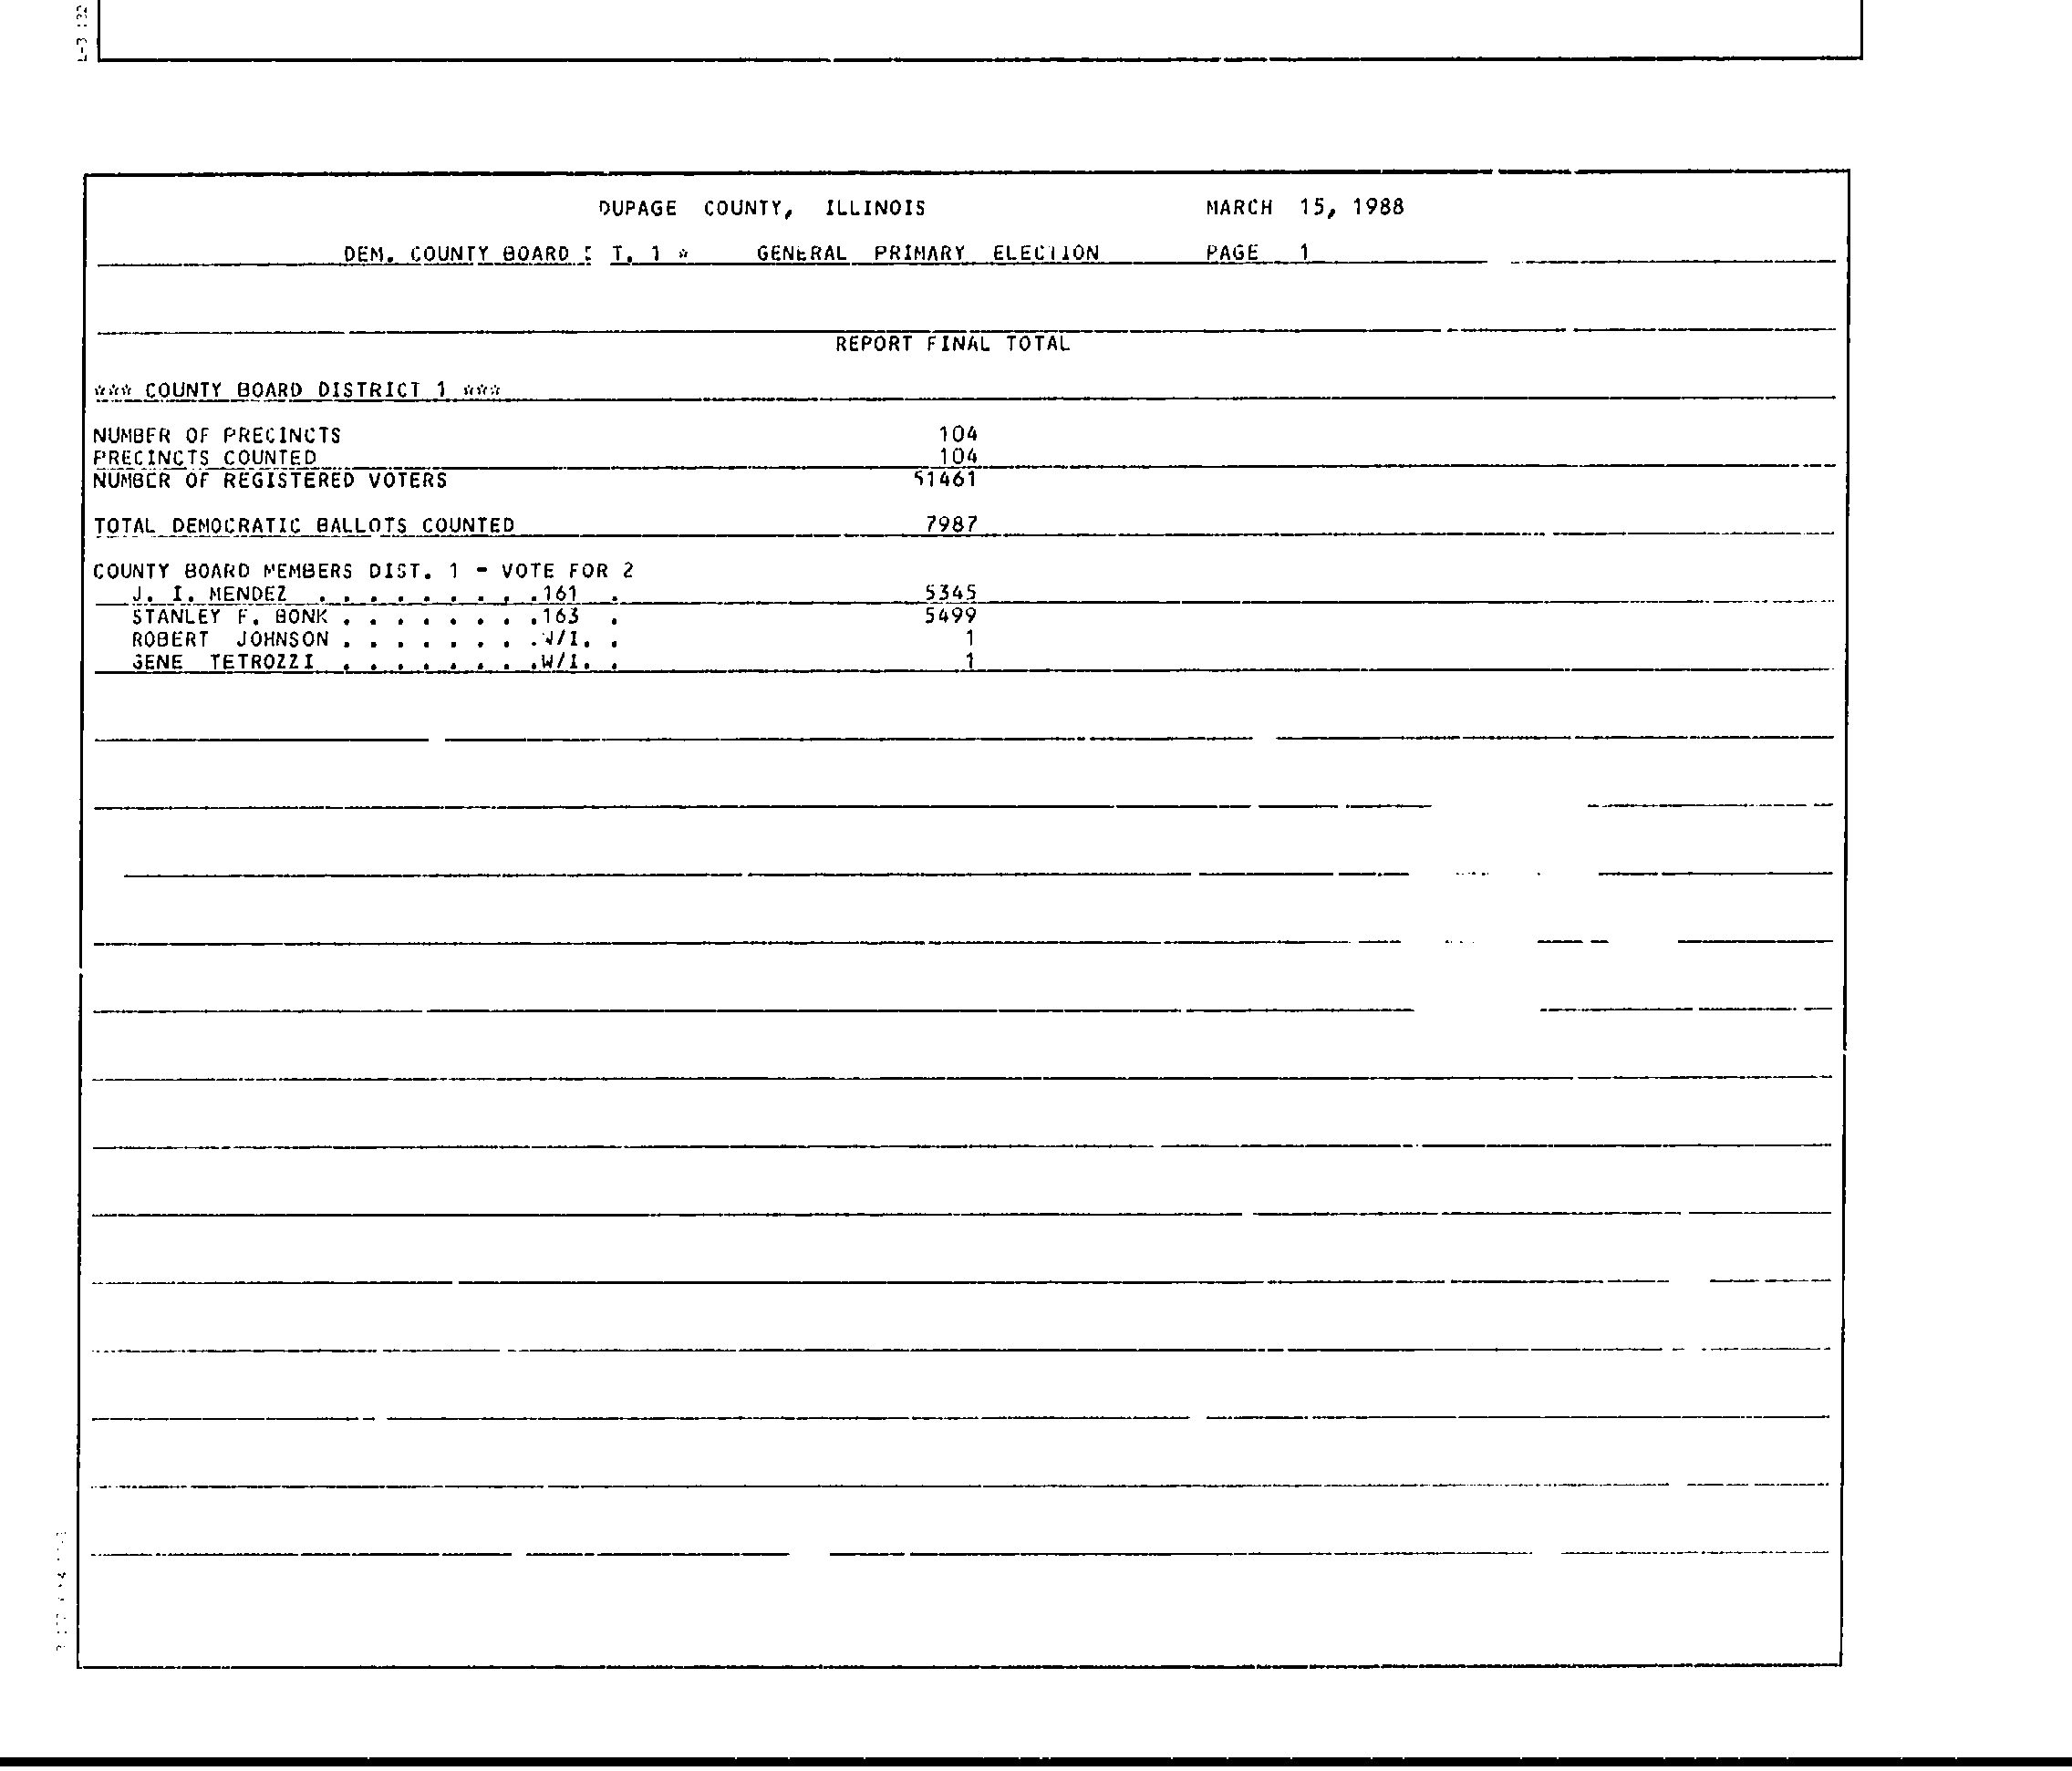 DUPAGE COUNTY, ILLINOIS MARCH 15, 1988
DEM. COUNTY BOARD T. 1 * GENERAL PRIMARY ELECTION PAGE 1
REPORT FINAL TOTAL
*** COUNTY BOARD DISTRICT 1 ***
NUMBER OF PRECINCTS 104
PRECINCTS COUNTED 104
NUMBER OF REGISTERED VOTERS 51461
TOTAL DEMOCRATIC BALLOTS COUNTED 7987
COUNTY BOARD MEMBERS DIST. 1 - VOTE FOR 2
J. I. MENDEZ . . . . . . . . .161 . 5345
STANLEY F. BONK . . . . . . . .163 . 5499
ROBERT JOHNSON . . . . . . . .W/I. . 1
GENE TETROZZI . . . . . . . .W/I. . 1